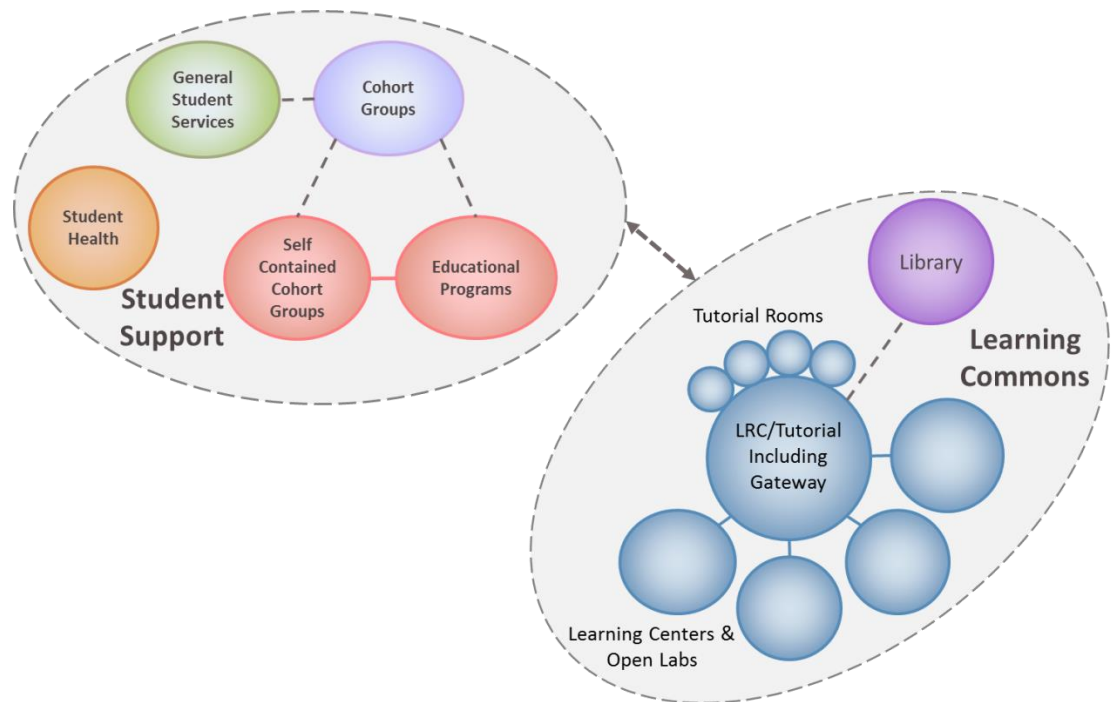 General
Student
Services
Cohort
Groups
Student
Health
Self
Contained
Cohort
Groups
Educational
Programs
Student
Support
Library
Tutorial Rooms
Learning
Commons
LRC/Tutorial
Including
Gateway
Learning Centers &
Open Labs